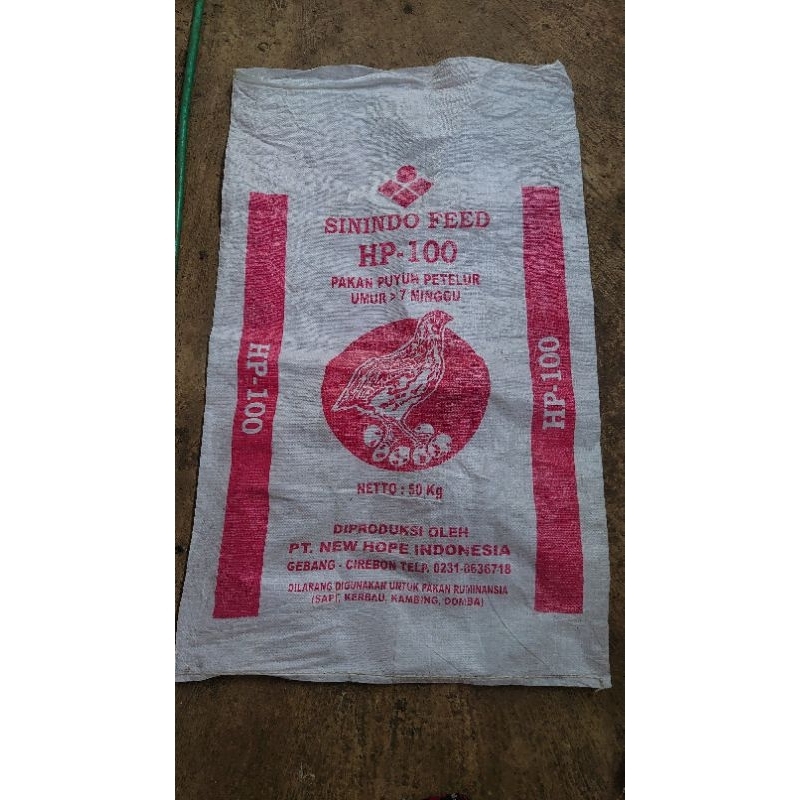 SININDO FEED
HP-100
PAKAN PUYUH PETELUR
UMUR > 7 MINGGU
HP-100
HP-100
NETTO : 50 Kg
DIPRODUKSI OLEH
PT. NEW HOPE INDONESIA
GEBANG - CIREBON TELP. 0231-8636718
DILARANG DIGUNAKAN UNTUK PAKAN RUMINANSIA
(SAPI, KERBAU, KAMBING, DOMBA)